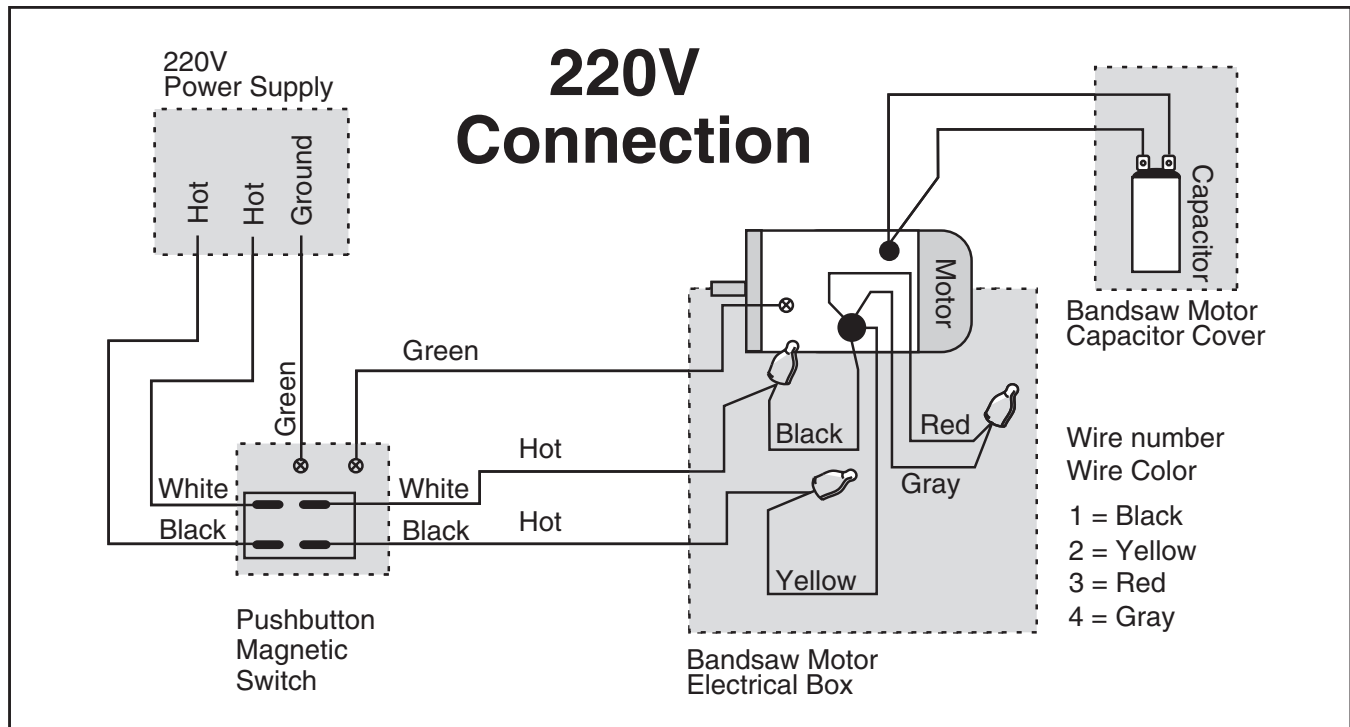 220V
Power Supply
220V
Connection
Hot
Hot
Ground
Capacitor
Motor
Bandsaw Motor
Capacitor Cover
Green
Green
Black
Red
Gray
Yellow
White
White
Hot
Black
Black
Hot
Pushbutton
Magnetic
Switch
Bandsaw Motor
Electrical Box
Wire number
Wire Color
1 = Black
2 = Yellow
3 = Red
4 = Gray